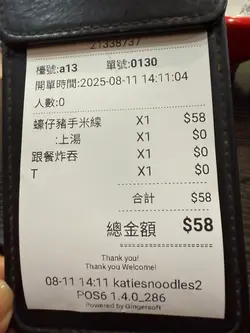 21338737
檯號:a13 單號:0130
開單時間:2025-08-11 14:11:04
人數:0
蠔仔豬手米線 X1 $58
:上湯 X1 $0
跟餐炸吞 X1 $0
T X1 $0
合計 $58
總金額 $58
Thank you!
Thank you Welcome!
08-11 14:11 katiesnoodles2
POS6 1.4.0_286
Powered by Gingersoft